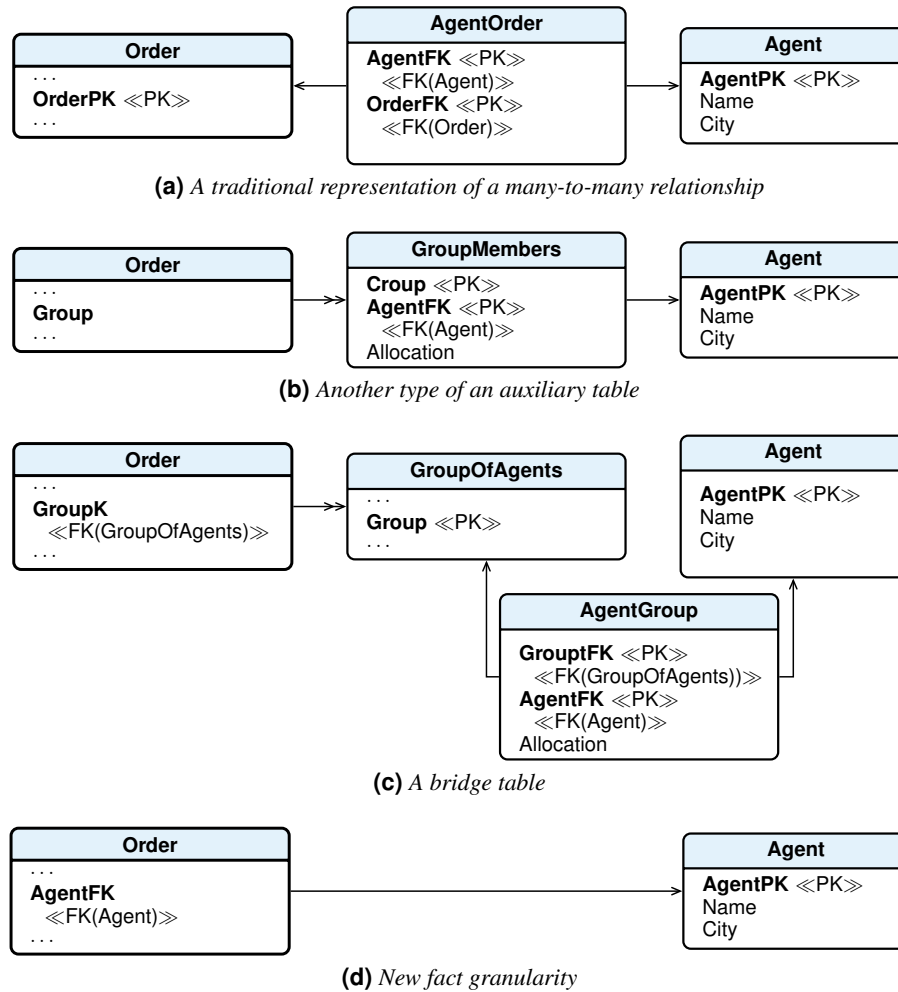 Order
. . .
OrderPK ≪PK≫
. . .
AgentOrder
AgentFK ≪PK≫
≪FK(Agent)≫
OrderFK ≪PK≫
≪FK(Order)≫
Agent
AgentPK ≪PK≫
Name
City
(a) A traditional representation of a many-to-many relationship
Order
. . .
Group
. . .
GroupMembers
Croup ≪PK≫
AgentFK ≪PK≫
≪FK(Agent)≫
Allocation
Agent
AgentPK ≪PK≫
Name
City
(b) Another type of an auxiliary table
Order
. . .
GroupK
≪FK(GroupOfAgents)≫
. . .
GroupOfAgents
. . .
Group ≪PK≫
. . .
Agent
AgentPK ≪PK≫
Name
City
AgentGroup
GrouptFK ≪PK≫
≪FK(GroupOfAgents))≫
AgentFK ≪PK≫
≪FK(Agent)≫
Allocation
(c) A bridge table
Order
. . .
AgentFK
≪FK(Agent)≫
. . .
Agent
AgentPK ≪PK≫
Name
City
(d) New fact granularity